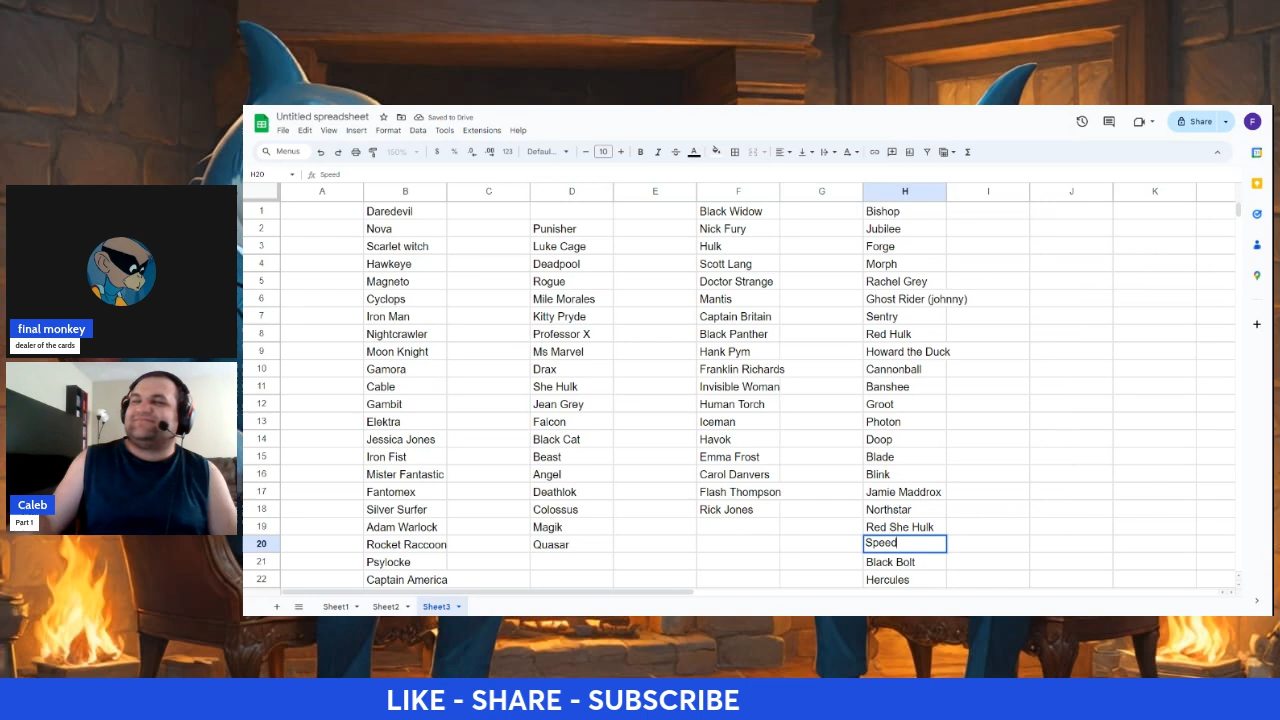 Untitled spreadsheet Saved to Drive
File Edit View Insert Format Data Tools Extensions Help
Share F
Menus 150% $ % .0 .00 123 Defaul... - 10 + B I A
H20 fx Speed
A B C D E F G H I J K
1 Daredevil Black Widow Bishop
2 Nova Punisher Nick Fury Jubilee
3 Scarlet witch Luke Cage Hulk Forge
4 Hawkeye Deadpool Scott Lang Morph
5 Magneto Rogue Doctor Strange Rachel Grey
6 Cyclops Mile Morales Mantis Ghost Rider (johnny)
7 Iron Man Kitty Pryde Captain Britain Sentry
8 Nightcrawler Professor X Black Panther Red Hulk
9 Moon Knight Ms Marvel Hank Pym Howard the Duck
10 Gamora Drax Franklin Richards Cannonball
11 Cable She Hulk Invisible Woman Banshee
12 Gambit Jean Grey Human Torch Groot
13 Elektra Falcon Iceman Photon
14 Jessica Jones Black Cat Havok Doop
15 Iron Fist Beast Emma Frost Blade
16 Mister Fantastic Angel Carol Danvers Blink
17 Fantomex Deathlok Flash Thompson Jamie Maddrox
18 Silver Surfer Colossus Rick Jones Northstar
19 Adam Warlock Magik Red She Hulk
20 Rocket Raccoon Quasar Speed
21 Psylocke Black Bolt
22 Captain America Hercules
+ Sheet1 Sheet2 Sheet3
final monkey
dealer of the cards
Caleb
Part 1
LIKE - SHARE - SUBSCRIBE